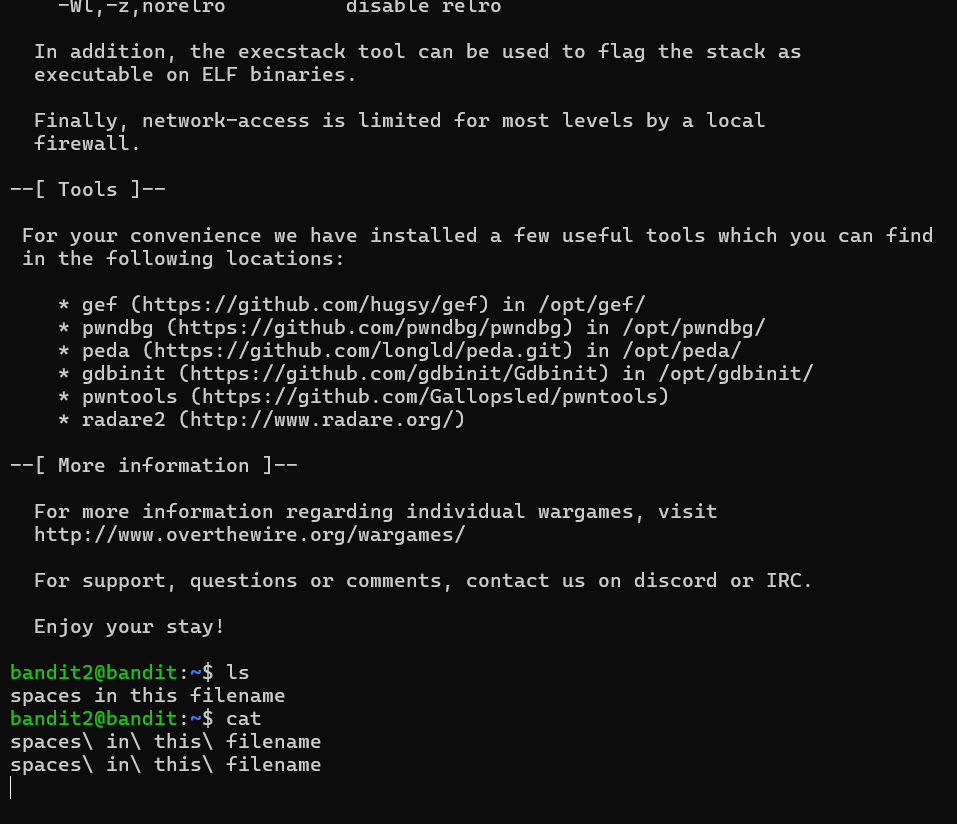 -Wl,-z,norelro          disable relro
In addition, the execstack tool can be used to flag the stack as
executable on ELF binaries.
Finally, network-access is limited for most levels by a local
firewall.
--[ Tools ]--
For your convenience we have installed a few useful tools which you can find
in the following locations:
* gef (https://github.com/hugsy/gef) in /opt/gef/
* pwndbg (https://github.com/pwndbg/pwndbg) in /opt/pwndbg/
* peda (https://github.com/longld/peda.git) in /opt/peda/
* gdbinit (https://github.com/gdbinit/Gdbinit) in /opt/gdbinit/
* pwntools (https://github.com/Gallopsled/pwntools)
* radare2 (http://www.radare.org/)
--[ More information ]--
For more information regarding individual wargames, visit
http://www.overthewire.org/wargames/
For support, questions or comments, contact us on discord or IRC.
Enjoy your stay!
bandit2@bandit:~$ ls
spaces in this filename
bandit2@bandit:~$ cat
spaces\ in\ this\ filename
spaces\ in\ this\ filename